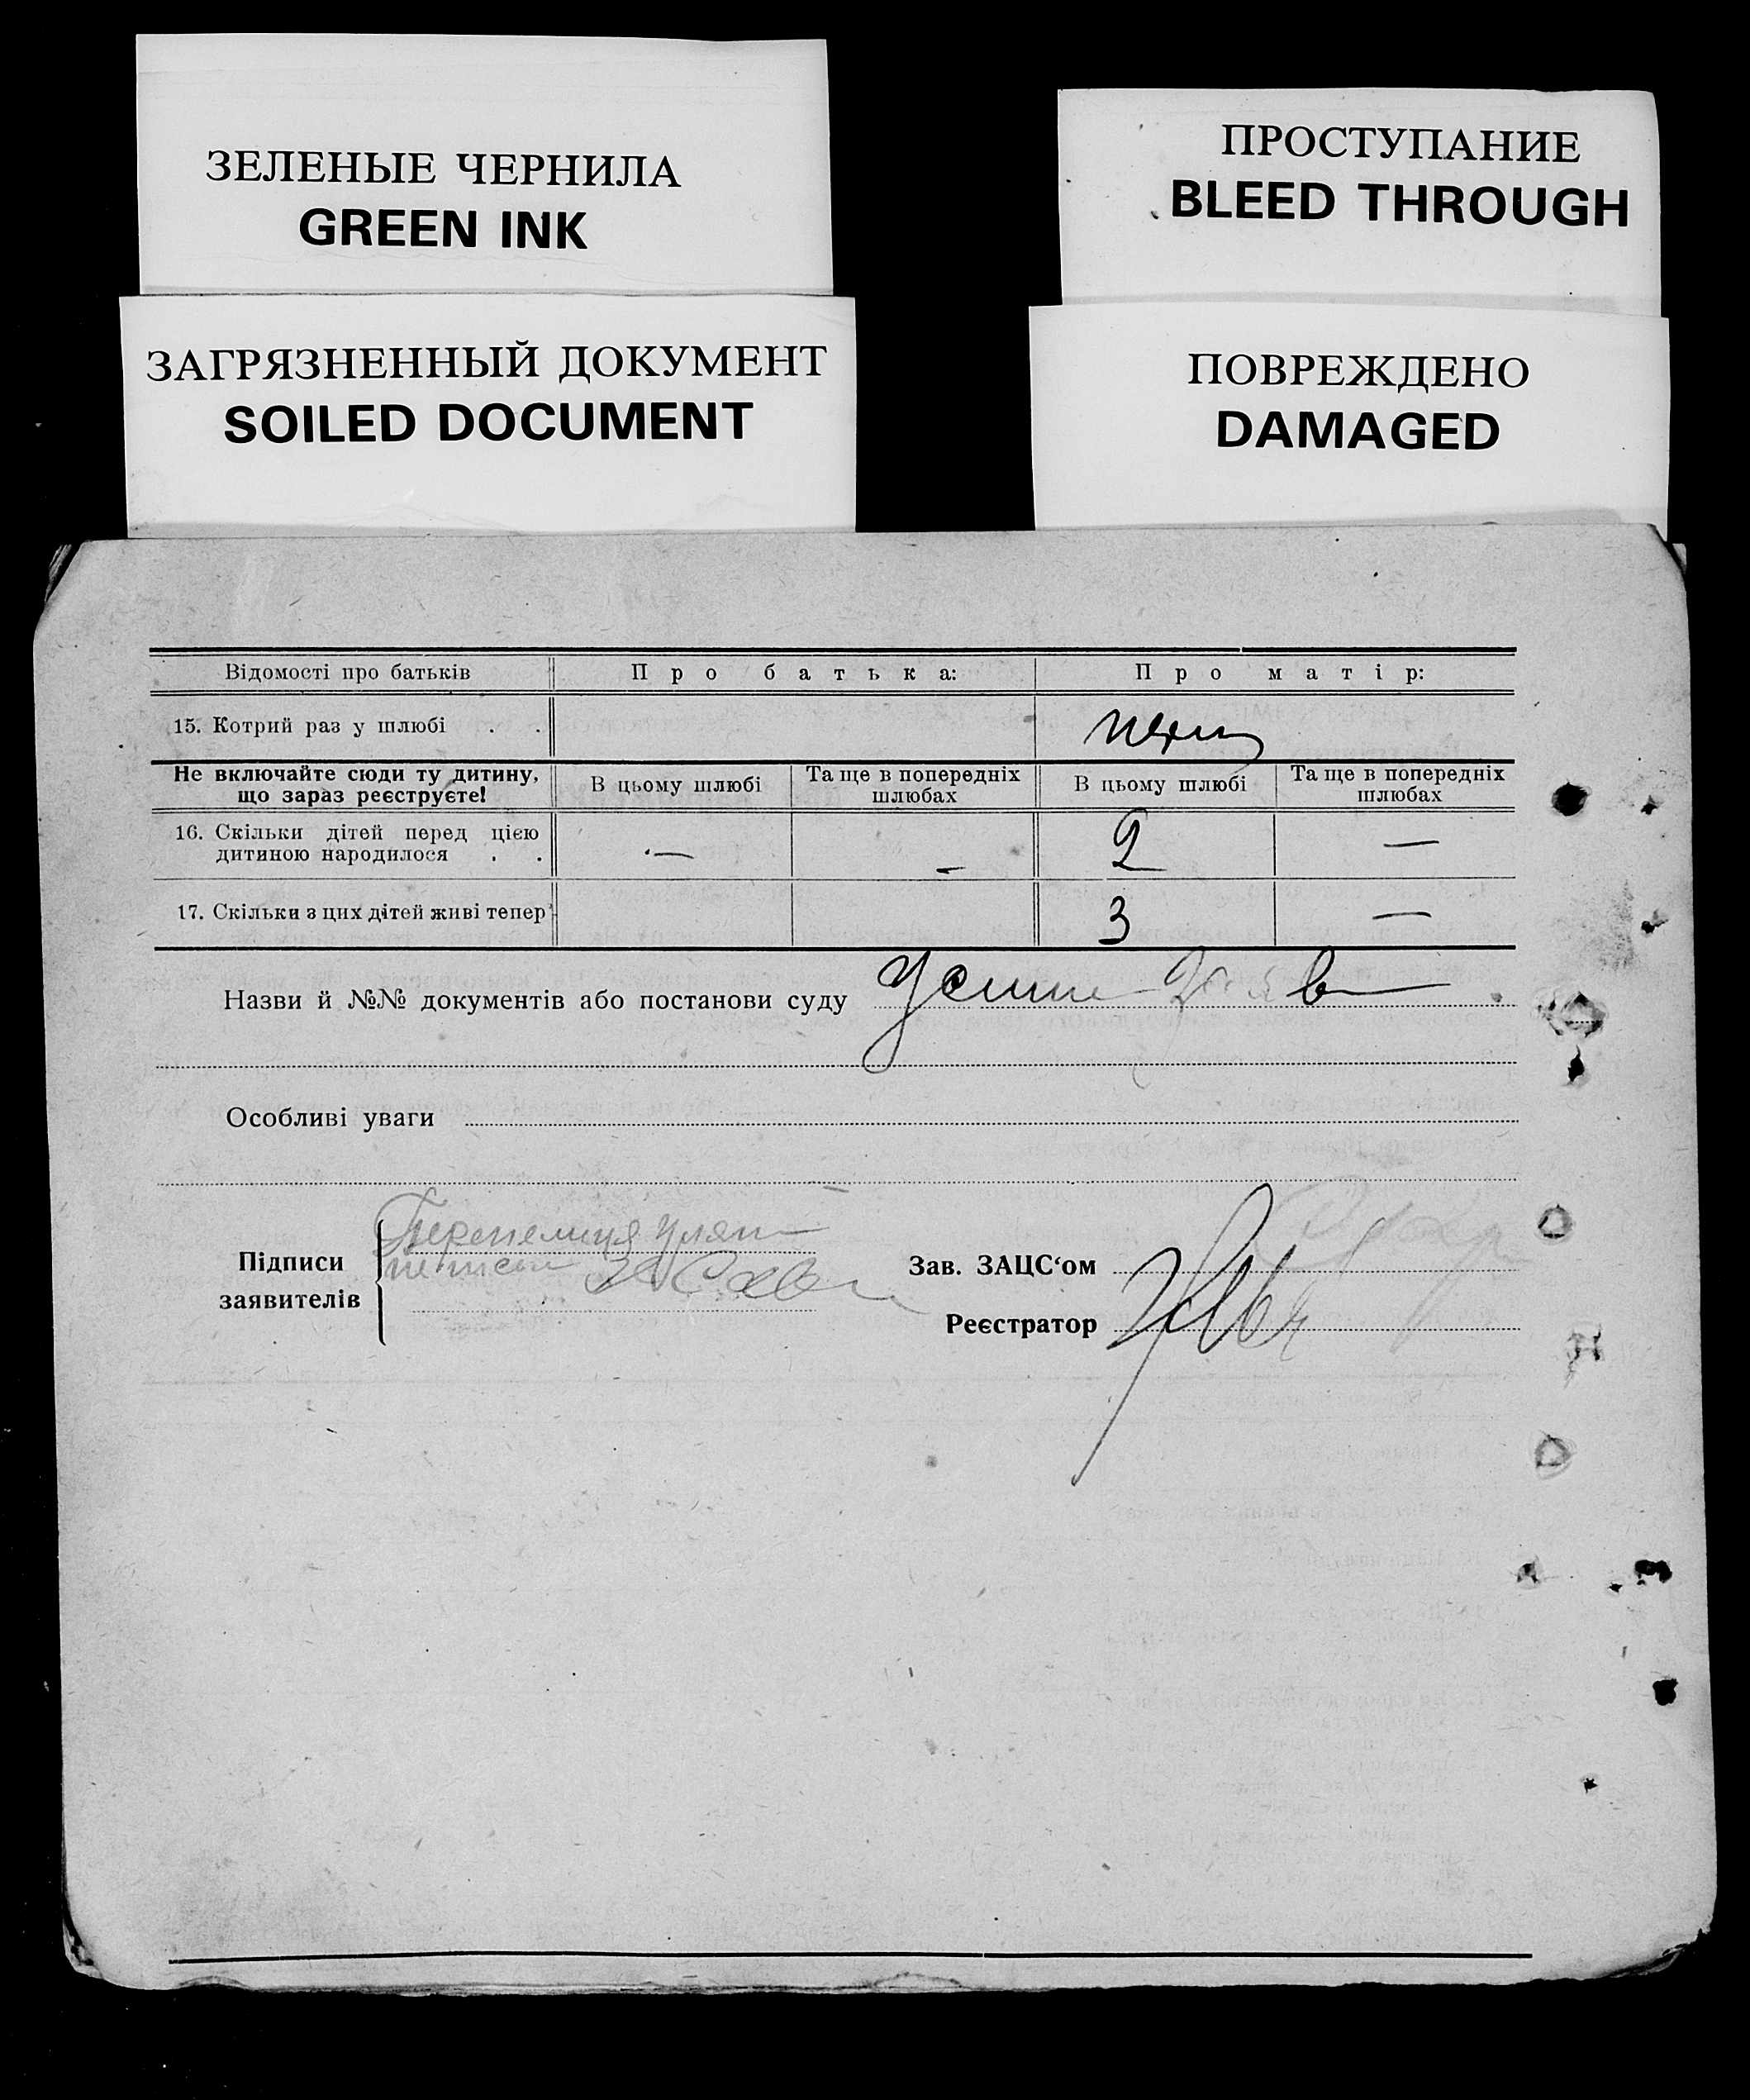 ЗЕЛЕНЫЕ ЧЕРНИЛА
GREEN INK
ПРОСТУПАНИЕ
BLEED THROUGH
ЗАГРЯЗНЕННЫЙ ДОКУМЕНТ
SOILED DOCUMENT
ПОВРЕЖДЕНО
DAMAGED
Відомості про батьків Про батька: Про матір:
15. Котрий раз у шлюбі . .
Не включайте сюди ту дитину, що зараз реєструєте! В цьому шлюбі Та ще в попередніх шлюбах В цьому шлюбі Та ще в попередніх шлюбах
16. Скільки дітей перед цією
дитиною народилося . . — — 2 —
17. Скільки з цих дітей живі тепер 3 —
Назви й №№ документів або постанови суду
Особливі уваги
Підписи
заявителів
Зав. ЗАЦС‘ом
Реєстратор